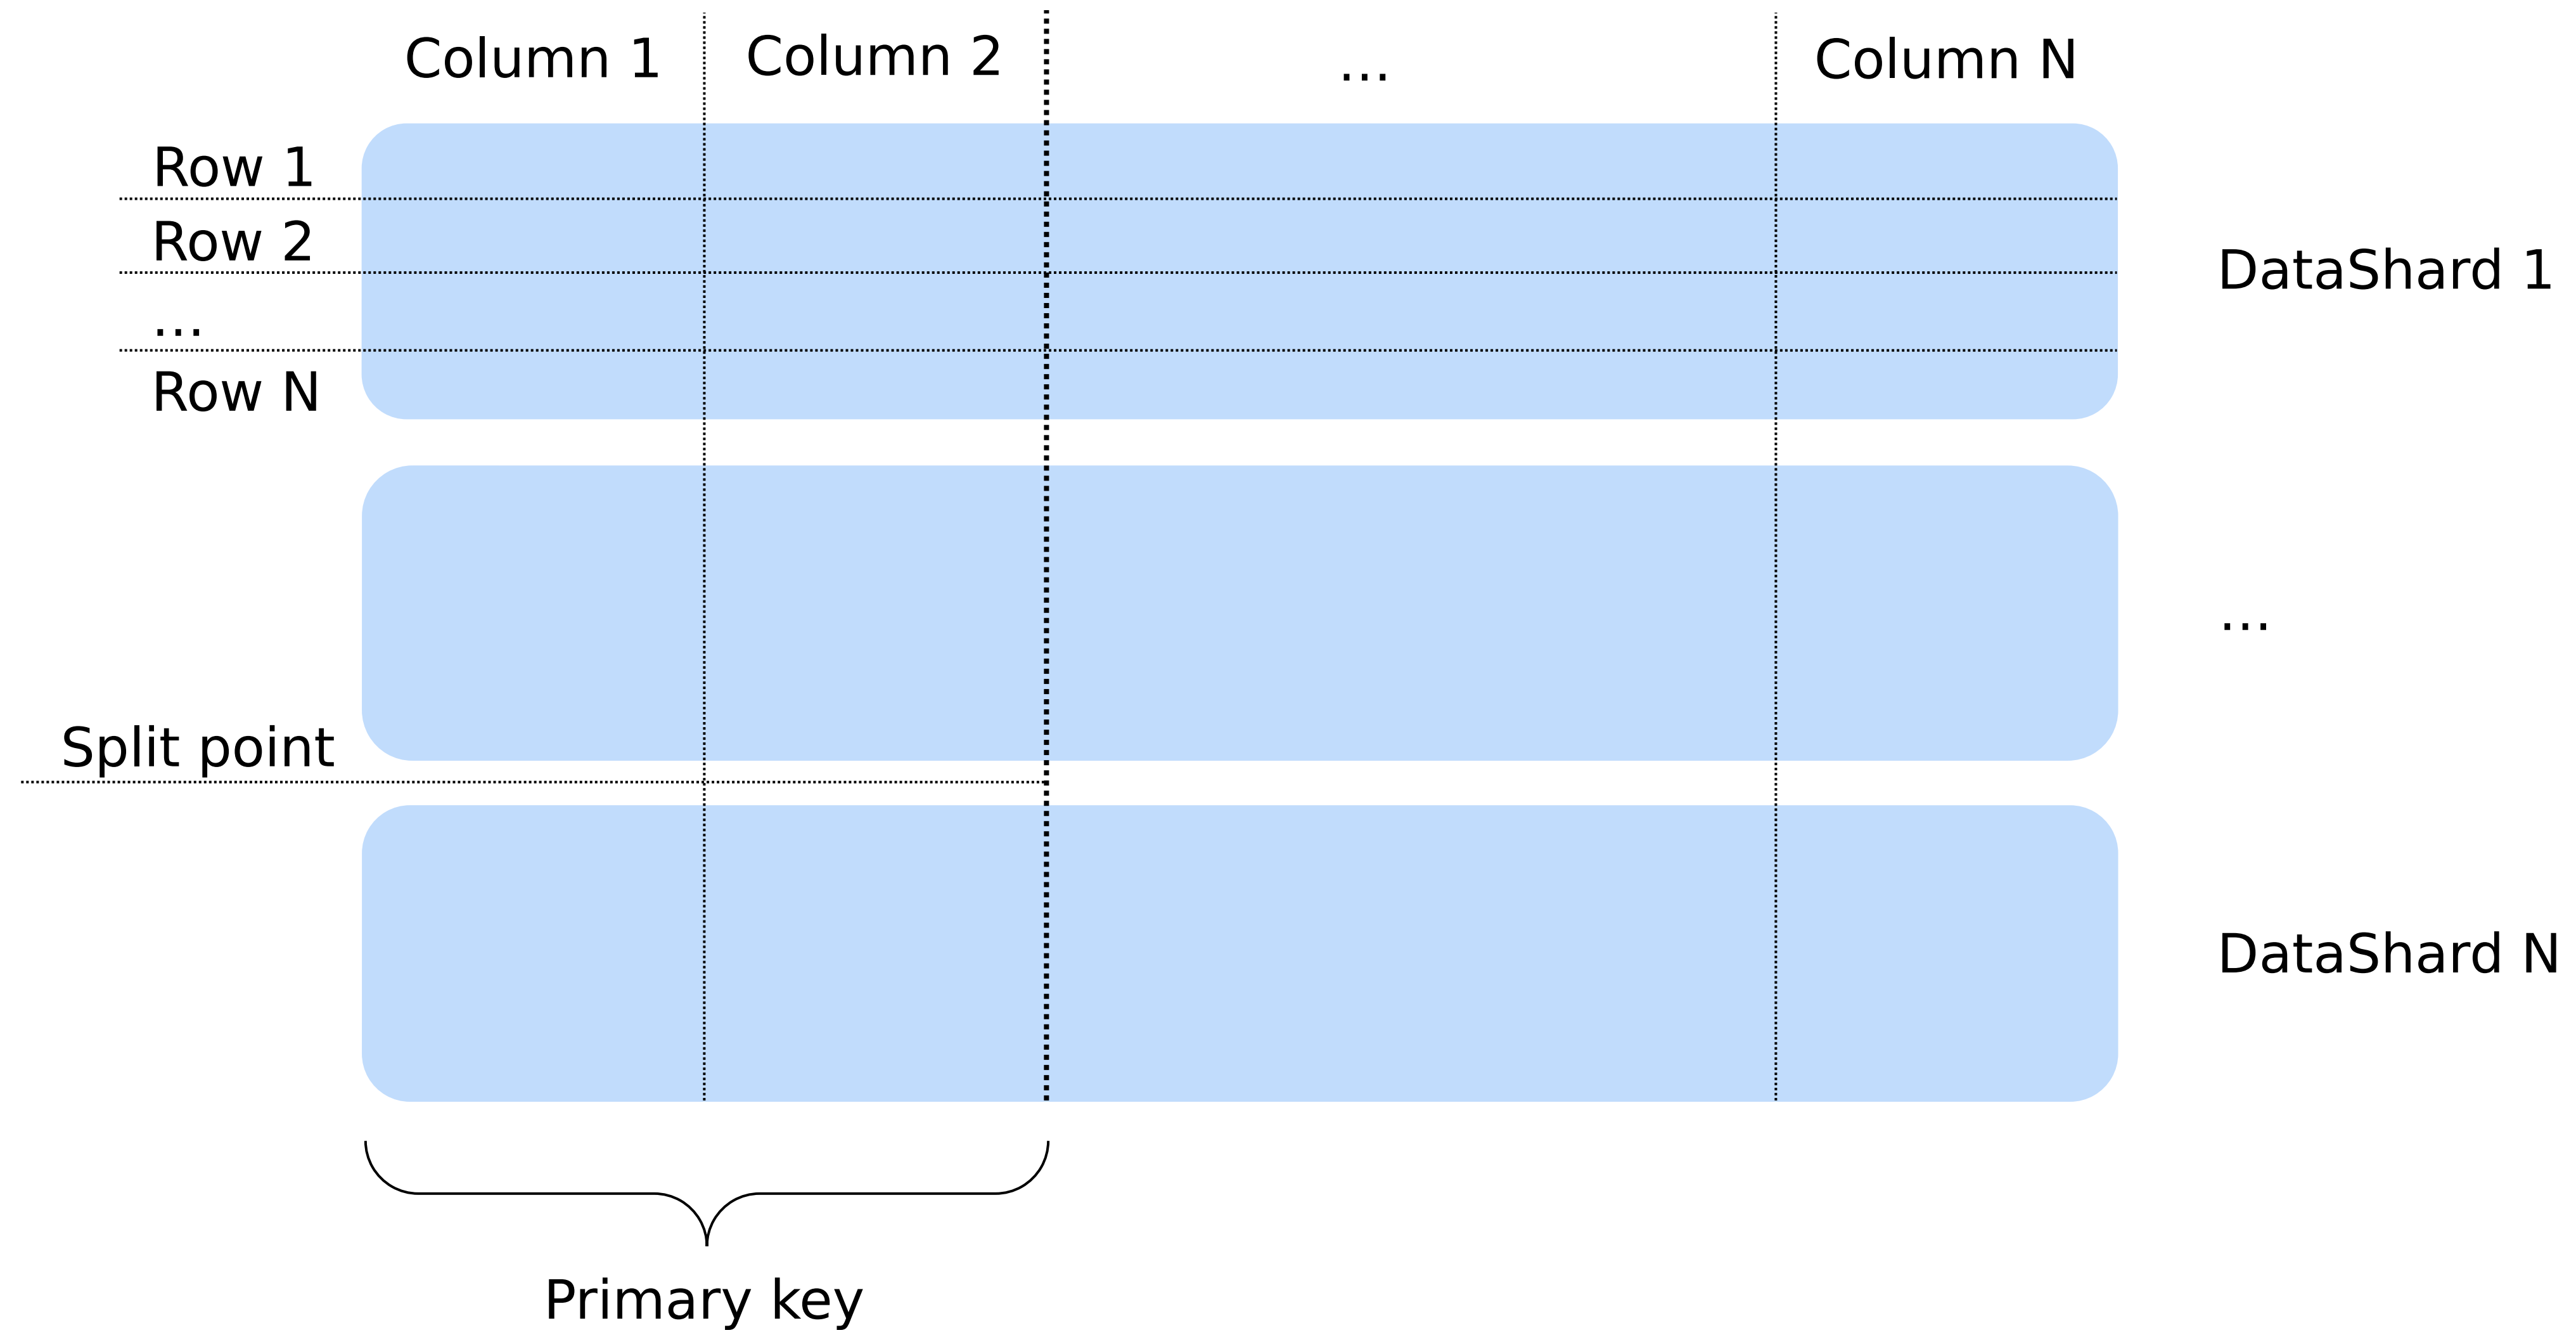 Column 1
Column 2
...
Column N
Row 1
Row 2
...
Row N
DataShard 1
...
Split point
DataShard N
Primary key